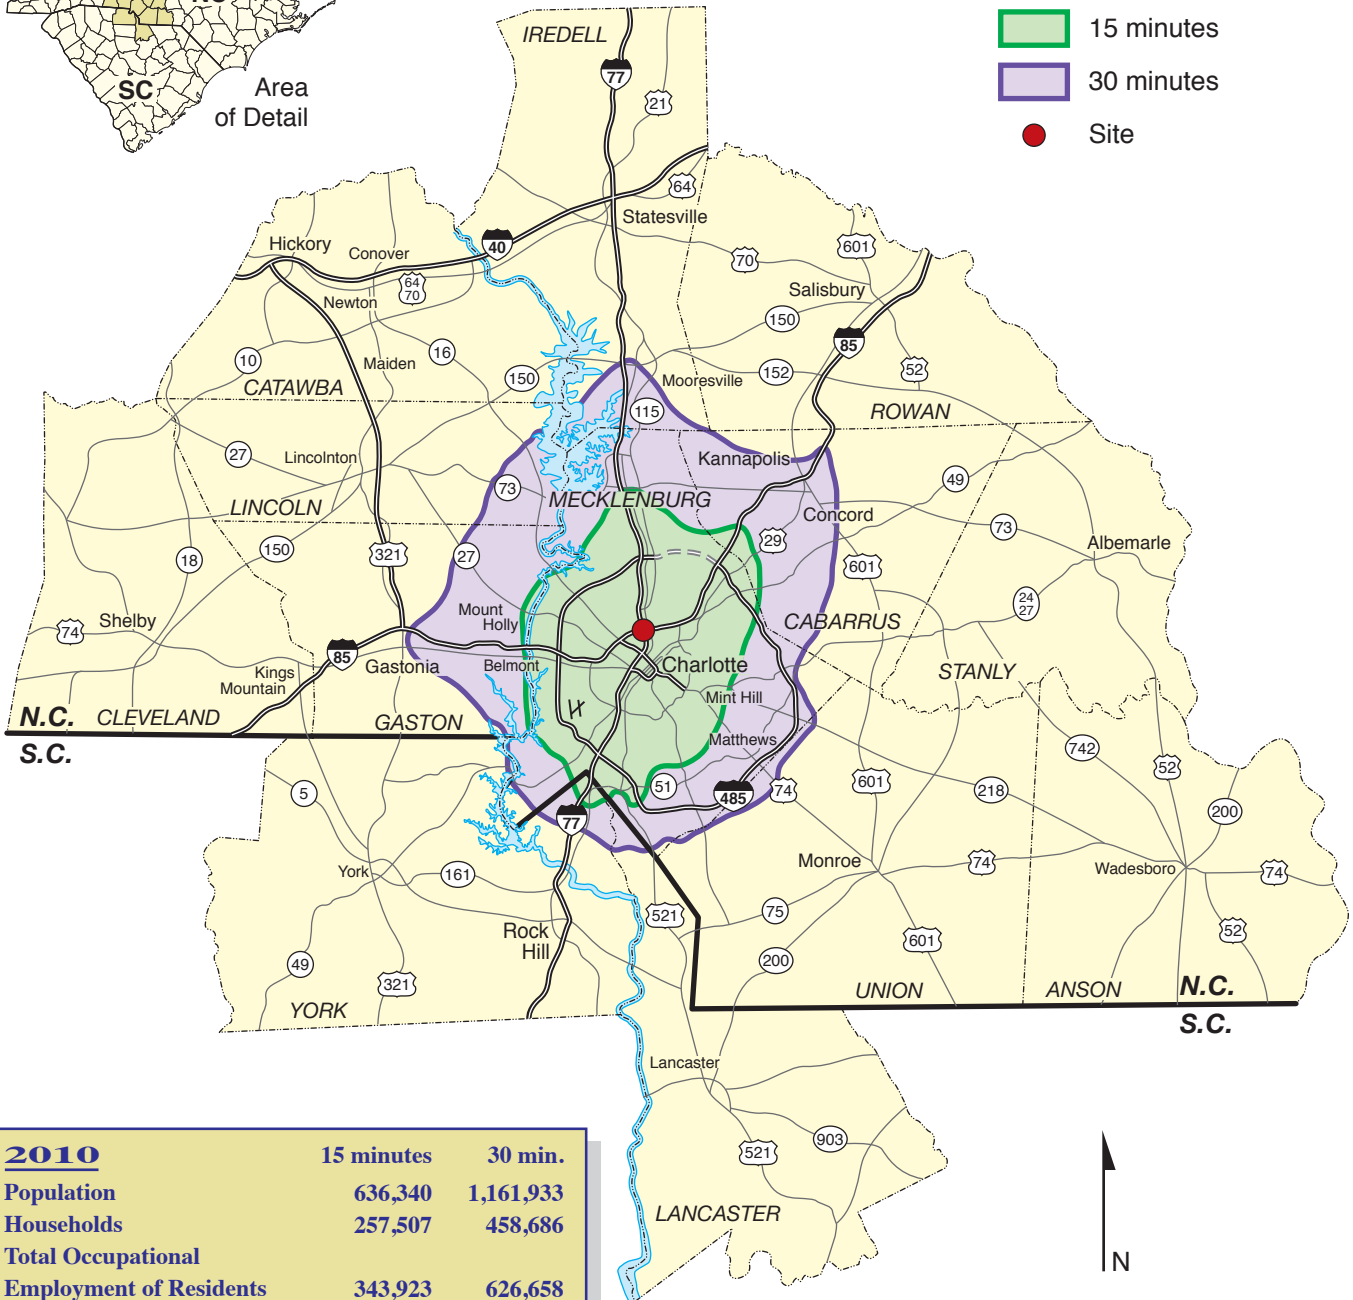 SC
Area
of Detail
15 minutes
30 minutes
Site
IREDELL
77
21
64
Statesville
40
Hickory
Conover
64
70
Newton
601
70
Salisbury
150
85
10
16
Maiden
150
CATAWBA
Mooresville
152
52
115
ROWAN
27
Lincolnton
Kannapolis
73
49
MECKLENBURG
LINCOLN
Concord
150
321
18
27
29
73
Albemarle
601
24
27
Mount
Holly
Shelby
74
CABARRUS
85
Gastonia
Belmont
Charlotte
Kings
Mountain
STANLY
Mint Hill
N.C.
CLEVELAND
GASTON
S.C.
Matthews
742
52
5
51
485
74
601
218
200
77
York
161
Monroe
74
Wadesboro
74
521
75
Rock
Hill
601
52
49
200
321
YORK
UNION
ANSON
N.C.
S.C.
Lancaster
903
521
LANCASTER
N
2010 15 minutes 30 min.
Population 636,340 1,161,933
Households 257,507 458,686
Total Occupational
Employment of Residents 343,923 626,658